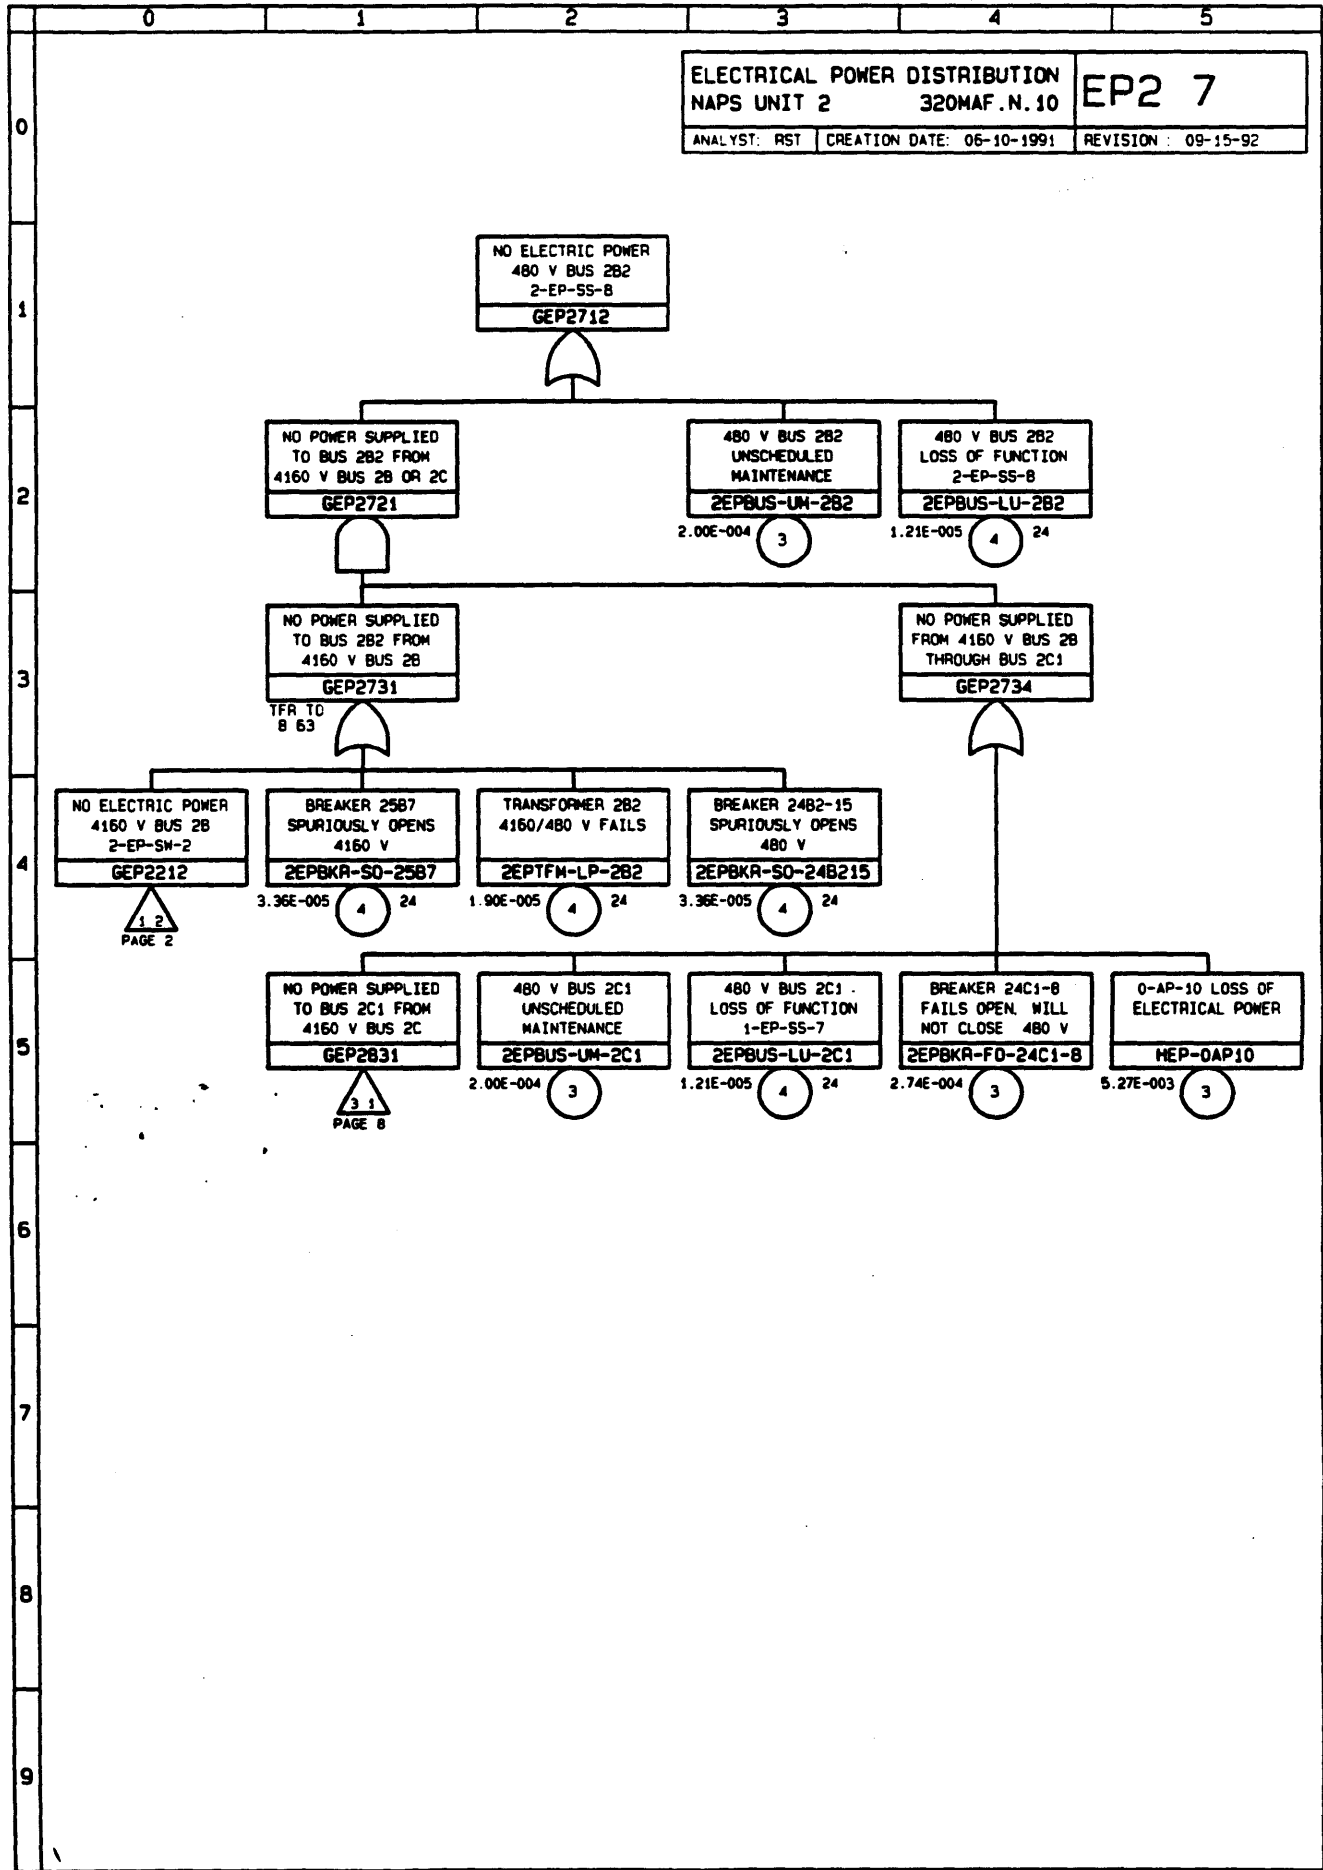 0 1 2 3 4 5
ELECTRICAL POWER DISTRIBUTION
NAPS UNIT 2 320MAF.N.10
EP2 7
ANALYST: RST CREATION DATE: 06-10-1991 REVISION : 09-15-92
0
NO ELECTRIC POWER
480 V BUS 2B2
2-EP-SS-8
GEP2712
1
NO POWER SUPPLIED
TO BUS 2B2 FROM
4160 V BUS 2B OR 2C
GEP2721
480 V BUS 2B2
UNSCHEDULED
MAINTENANCE
2EPBUS-UM-2B2
2.00E-004 3
480 V BUS 2B2
LOSS OF FUNCTION
2-EP-SS-8
2EPBUS-LU-2B2
1.21E-005 4 24
2
NO POWER SUPPLIED
TO BUS 2B2 FROM
4160 V BUS 2B
GEP2731
TFR TO
8 63
NO POWER SUPPLIED
FROM 4160 V BUS 2B
THROUGH BUS 2C1
GEP2734
3
NO ELECTRIC POWER
4160 V BUS 2B
2-EP-SW-2
GEP2212
1 2
PAGE 2
BREAKER 25B7
SPURIOUSLY OPENS
4160 V
2EPBKR-SO-25B7
3.36E-005 4 24
TRANSFORMER 2B2
4160/480 V FAILS
2EPTFM-LP-2B2
1.90E-005 4 24
BREAKER 24B2-15
SPURIOUSLY OPENS
480 V
2EPBKR-SO-24B215
3.36E-005 4 24
4
NO POWER SUPPLIED
TO BUS 2C1 FROM
4160 V BUS 2C
GEP2831
3 1
PAGE 8
480 V BUS 2C1
UNSCHEDULED
MAINTENANCE
2EPBUS-UM-2C1
2.00E-004 3
480 V BUS 2C1
LOSS OF FUNCTION
1-EP-SS-7
2EPBUS-LU-2C1
1.21E-005 4 24
BREAKER 24C1-8
FAILS OPEN, WILL
NOT CLOSE 480 V
2EPBKR-FO-24C1-8
2.74E-004 3
0-AP-10 LOSS OF
ELECTRICAL POWER
HEP-0AP10
5.27E-003 3
5
6
7
8
9